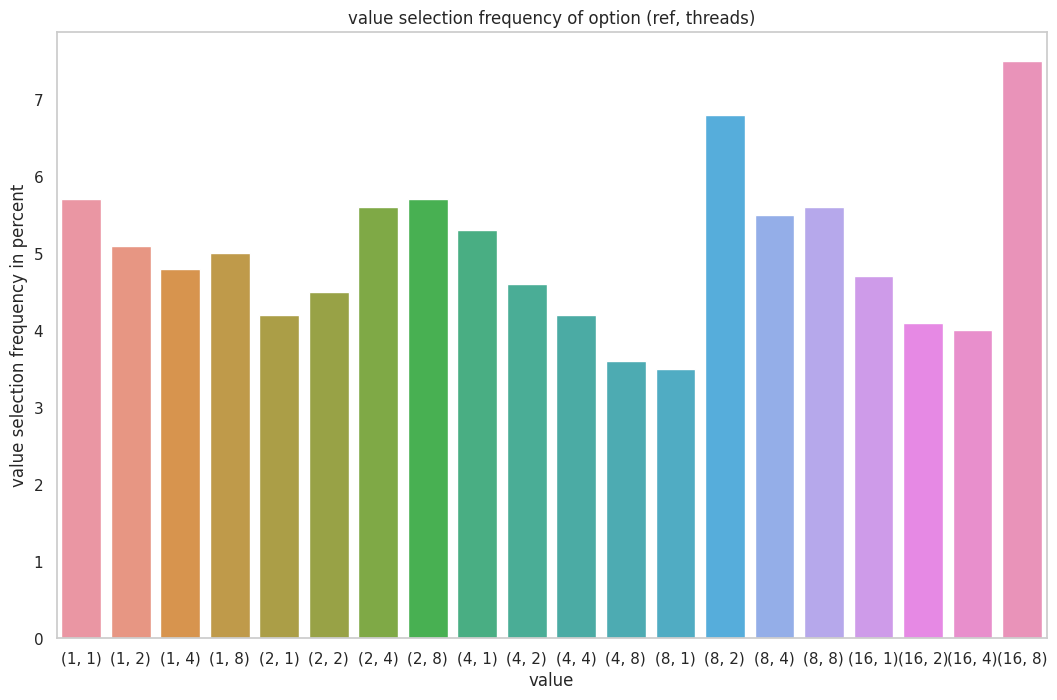 value selection frequency of option (ref, threads)
value selection frequency in percent
7
6
5
4
3
2
1
0
(1, 1) (1, 2) (1, 4) (1, 8) (2, 1) (2, 2) (2, 4) (2, 8) (4, 1) (4, 2) (4, 4) (4, 8) (8, 1) (8, 2) (8, 4) (8, 8) (16, 1) (16, 2) (16, 4) (16, 8)
value